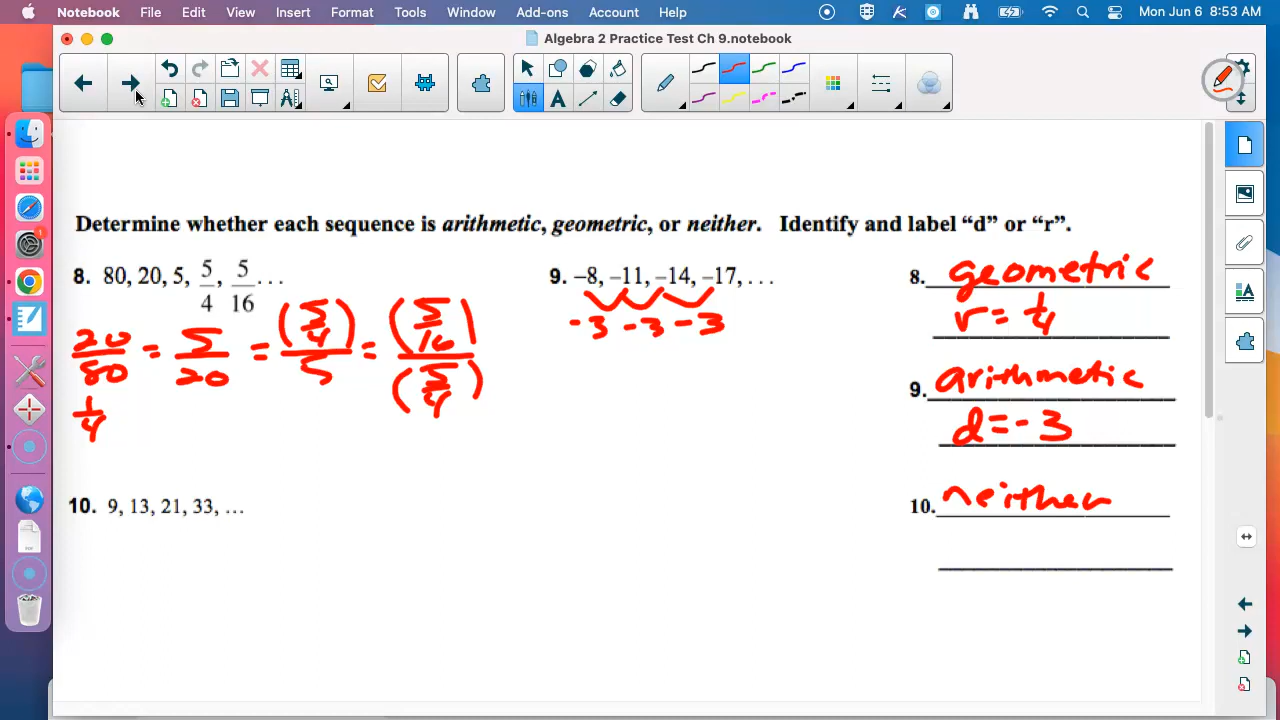 Notebook File Edit View Insert Format Tools Window Add-ons Account Help Mon Jun 6 8:53 AM
Algebra 2 Practice Test Ch 9.notebook
A
1
Determine whether each sequence is arithmetic, geometric, or neither. Identify and label “d” or “r”.
8. 80, 20, 5, 5/4, 5/16 ...
9. –8, –11, –14, –17, ...
8. geometric
r = 1/4
20/80 = 5/20 = (5/4)/5 = (5/16)/(5/4)
-3 -3 -3
1/4
9. arithmetic
d = -3
10. 9, 13, 21, 33, ...
10. neither